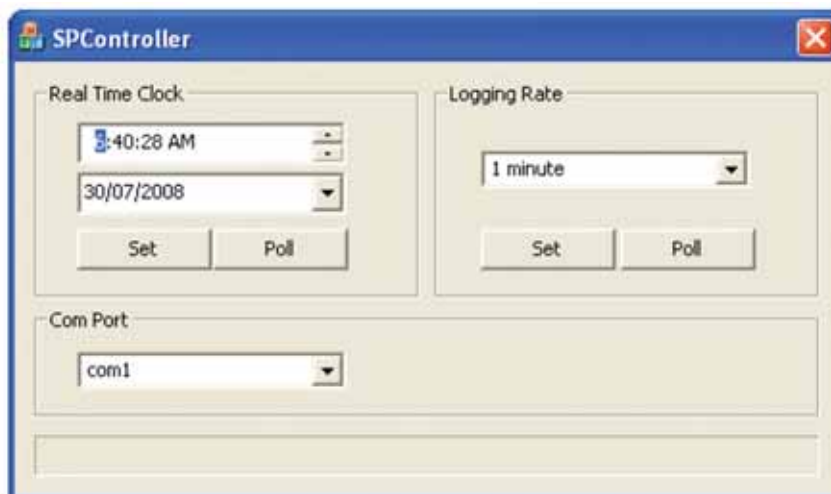 SPController
Real Time Clock
6:40:28 AM
30/07/2008
Set
Poll
Logging Rate
1 minute
Set
Poll
Com Port
com1